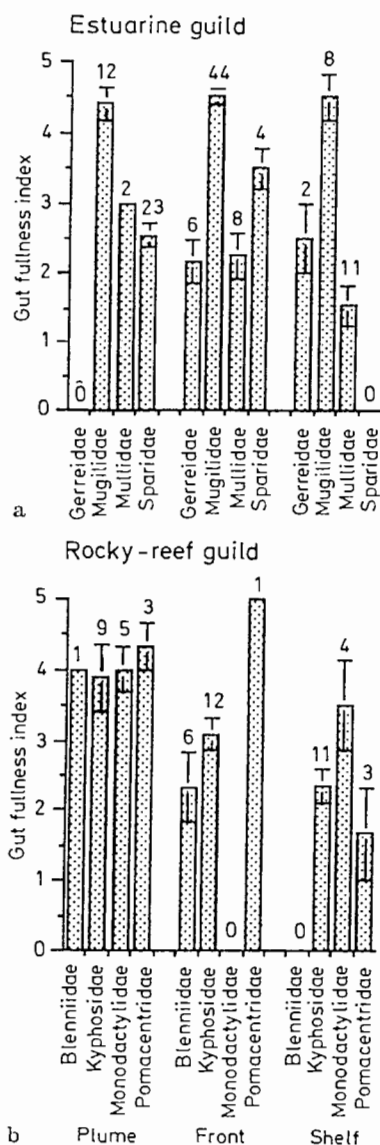 Estuarine guild
5
4
3
2
1
0
Gut fullness index
0
12
2
23
6
44
8
4
2
8
11
0
Gerreidae
Mugilidae
Mullidae
Sparidae
Gerreidae
Mugilidae
Mullidae
Sparidae
Gerreidae
Mugilidae
Mullidae
Sparidae
a
Rocky-reef guild
5
4
3
2
1
0
Gut fullness index
1
9
5
3
6
12
0
1
0
11
4
3
Blenniidae
Kyphosidae
Monodactylidae
Pomacentridae
Blenniidae
Kyphosidae
Monodactylidae
Pomacentridae
Blenniidae
Kyphosidae
Monodactylidae
Pomacentridae
b Plume Front Shelf